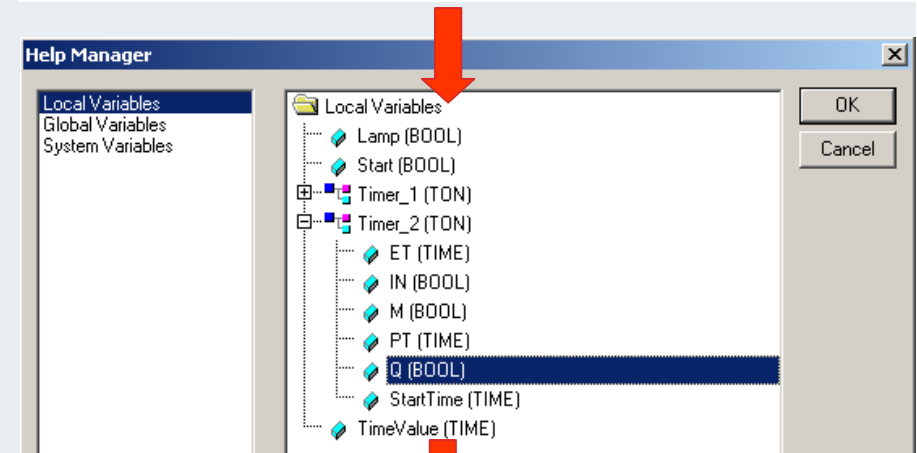 Help Manager
Local Variables
Global Variables
System Variables
Local Variables
Lamp (BOOL)
Start (BOOL)
Timer_1 (TON)
Timer_2 (TON)
ET (TIME)
IN (BOOL)
M (BOOL)
PT (TIME)
Q (BOOL)
StartTime (TIME)
TimeValue (TIME)
OK
Cancel